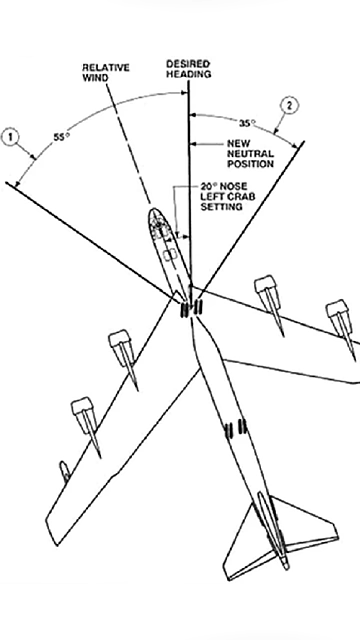 RELATIVE
WIND
DESIRED
HEADING
1
55°
2
35°
NEW
NEUTRAL
POSITION
20° NOSE
LEFT CRAB
SETTING